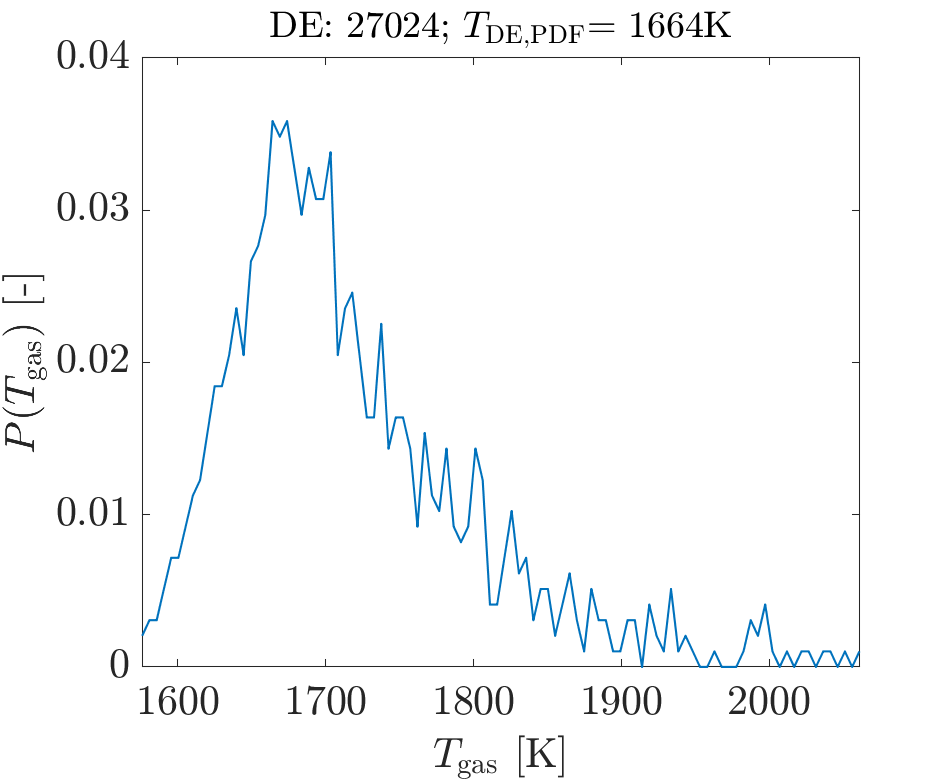 DE: 27024; T_DE,PDF= 1664K
0.04
0.03
0.02
0.01
0
P(T_gas) [-]
1600 1700 1800 1900 2000
T_gas [K]